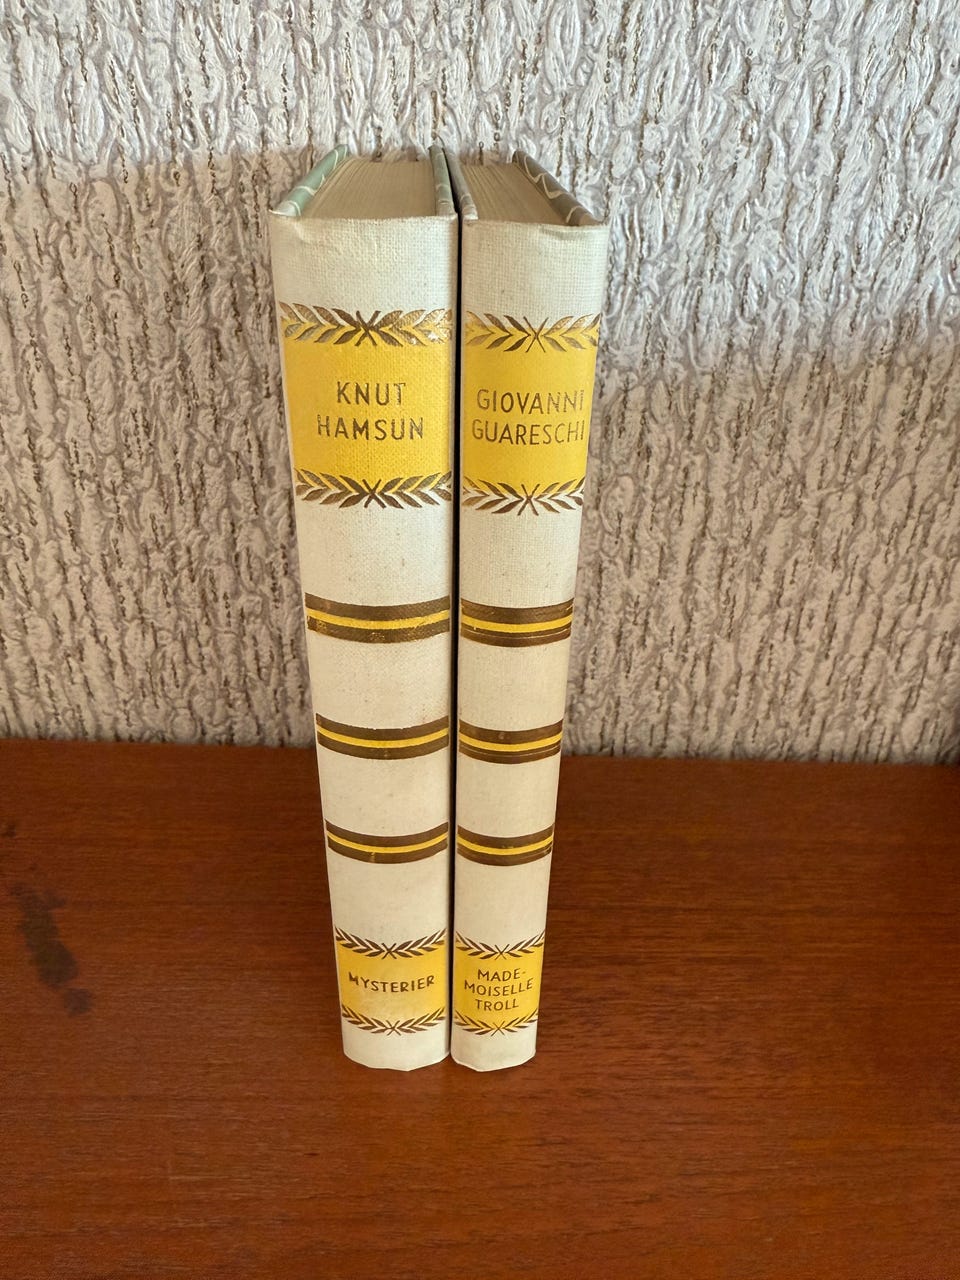 KNUT
HAMSUN
MYSTERIER
GIOVANNI
GUARESCHI
MADE-
MOISELLE
TROLL